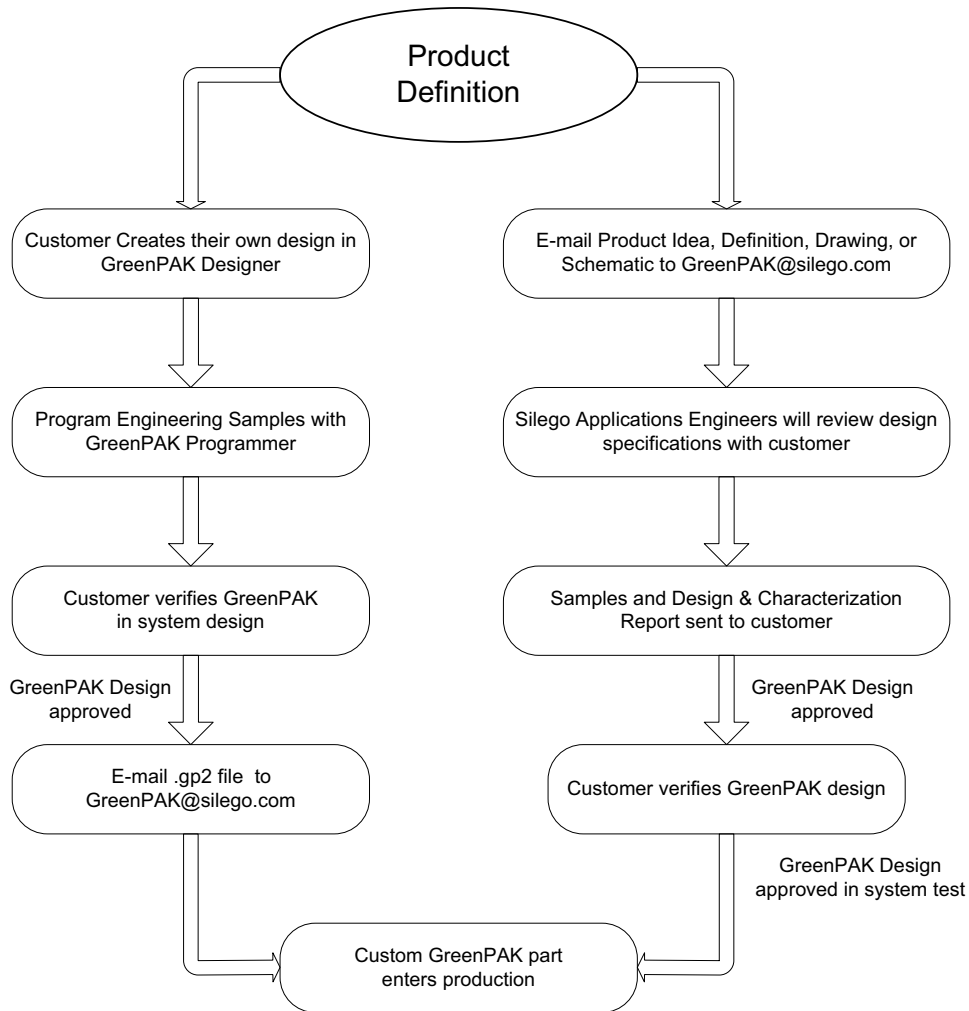 Product
Definition
Customer Creates their own design in
GreenPAK Designer
E-mail Product Idea, Definition, Drawing, or
Schematic to GreenPAK@silego.com
Program Engineering Samples with
GreenPAK Programmer
Silego Applications Engineers will review design
specifications with customer
Customer verifies GreenPAK
in system design
Samples and Design & Characterization
Report sent to customer
GreenPAK Design
approved
GreenPAK Design
approved
E-mail .gp2 file to
GreenPAK@silego.com
Customer verifies GreenPAK design
GreenPAK Design
approved in system test
Custom GreenPAK part
enters production